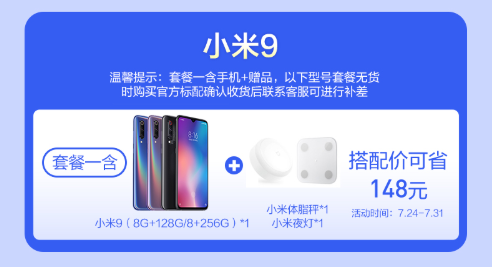 小米9
温馨提示：套餐一含手机+赠品，以下型号套餐无货
时购买官方标配确认收货后联系客服可进行补差
套餐一含
小米9（8G+128G/8+256G）*1
小米体脂秤*1
小米夜灯*1
搭配价可省
148元
活动时间：7.24-7.31